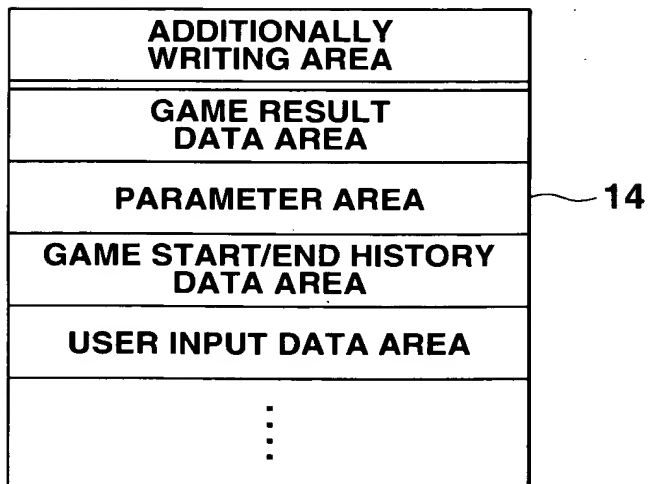 ADDITIONALLY
WRITING AREA
GAME RESULT
DATA AREA
PARAMETER AREA
14
GAME START/END HISTORY
DATA AREA
USER INPUT DATA AREA